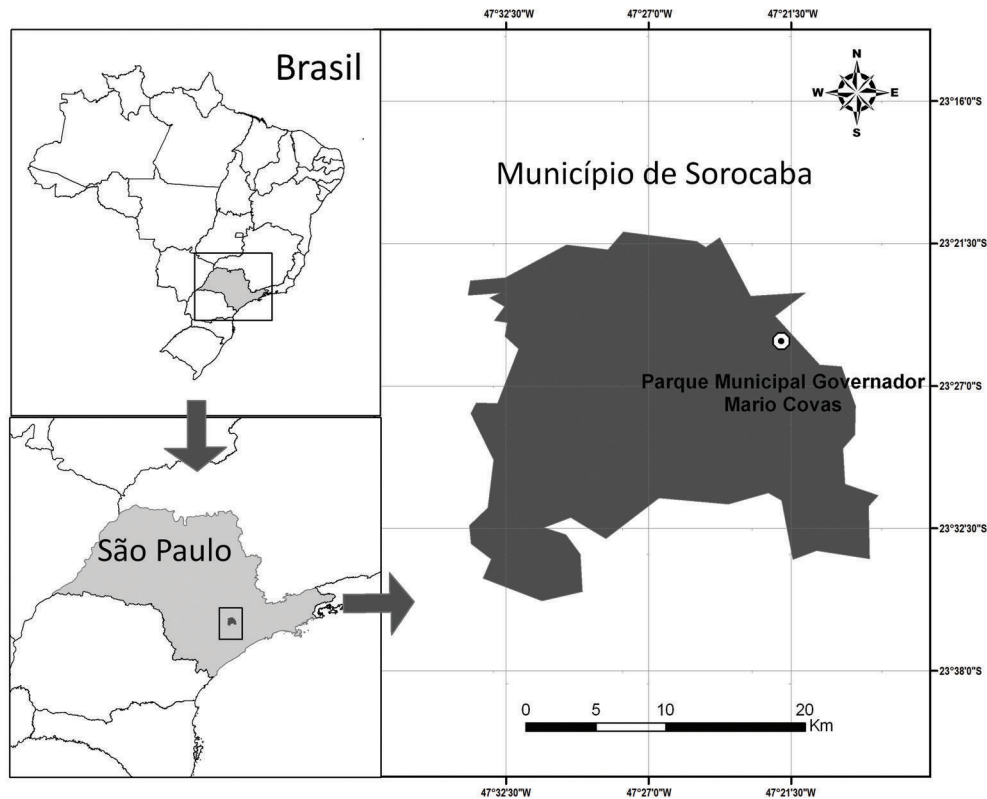 47°32'30"W 47°27'0"W 47°21'30"W
Brasil
N
W E
S
23°16'0"S
Município de Sorocaba
23°21'30"S
Parque Municipal Governador
Mario Covas
23°27'0"S
São Paulo
23°32'30"S
23°38'0"S
0 5 10 20
Km
47°32'30"W 47°27'0"W 47°21'30"W